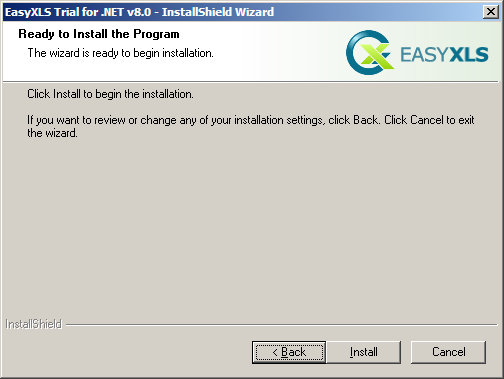 EasyXLS Trial for .NET v8.0 - InstallShield Wizard
Ready to Install the Program
The wizard is ready to begin installation.
EASYXLS
Click Install to begin the installation.
If you want to review or change any of your installation settings, click Back. Click Cancel to exit
the wizard.
InstallShield
< Back
Install
Cancel